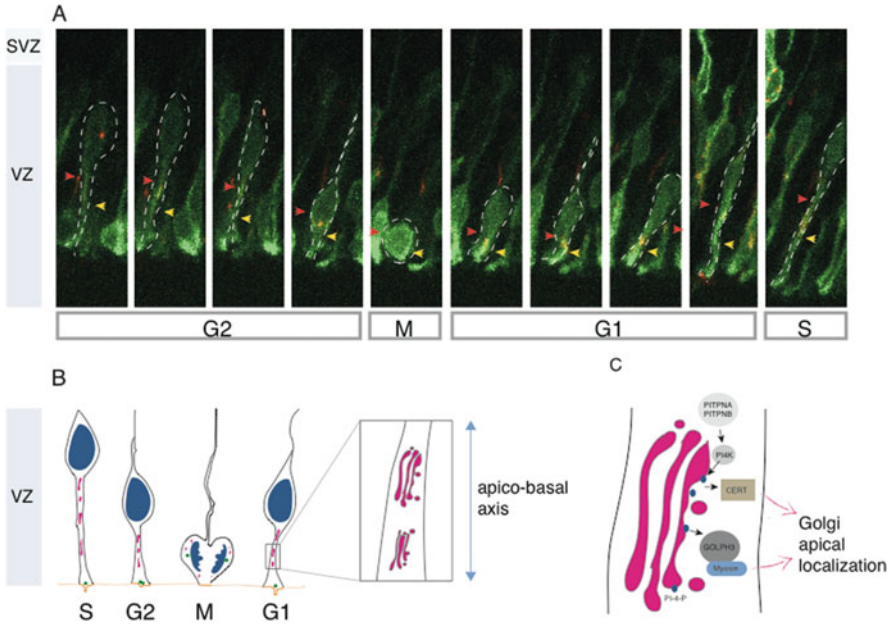 A
SVZ
VZ
G2
M
G1
S
B
VZ
S
G2
M
G1
apico-basal
axis
C
PITPNA
PITPNB
PI4K
CERT
GOLPH3
Myosin
PI-4-P
Golgi
apical
localization